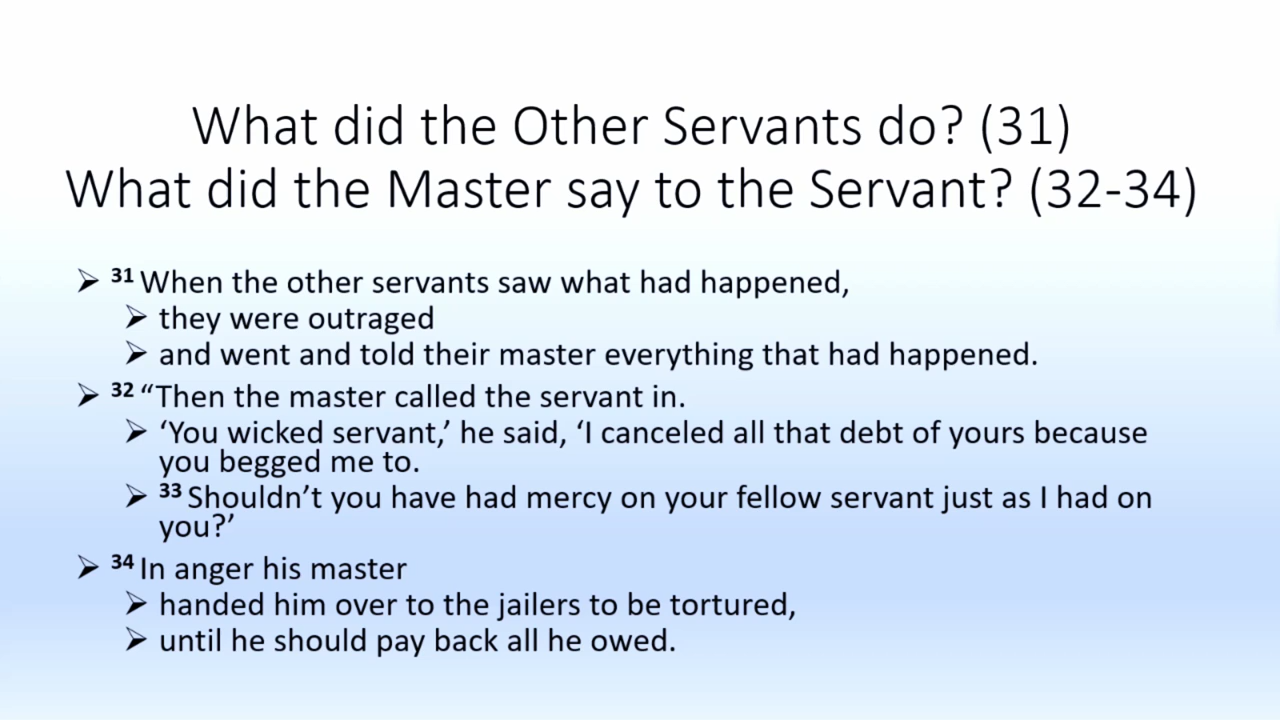 What did the Other Servants do? (31)
What did the Master say to the Servant? (32-34)
➢ ³¹ When the other servants saw what had happened,
➢ they were outraged
➢ and went and told their master everything that had happened.
➢ ³² “Then the master called the servant in.
➢ ‘You wicked servant,’ he said, ‘I canceled all that debt of yours because
you begged me to.
➢ ³³ Shouldn’t you have had mercy on your fellow servant just as I had on
you?’
➢ ³⁴ In anger his master
➢ handed him over to the jailers to be tortured,
➢ until he should pay back all he owed.